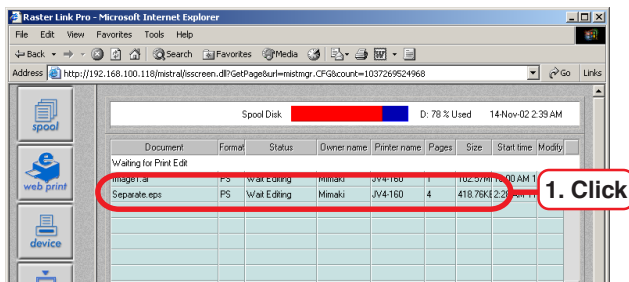 Raster Link Pro - Microsoft Internet Explorer
File Edit View Favorites Tools Help
Back Search Favorites Media
Address http://192.168.100.118/mistral/isscreen.dll?GetPage&url=mistmgr.CFG&count=1037269524968 Go Links
Spool Disk D: 78 % Used 14-Nov-02 2:39 AM
spool
Document Format Status Owner name Printer name Pages Size Start time Modify
Waiting for Print Edit
Image1.ai PS Wait Editing Mimaki JV4-160 1
Separate.eps PS Wait Editing Mimaki JV4-160 4 418.76K
1. Click
web print
device